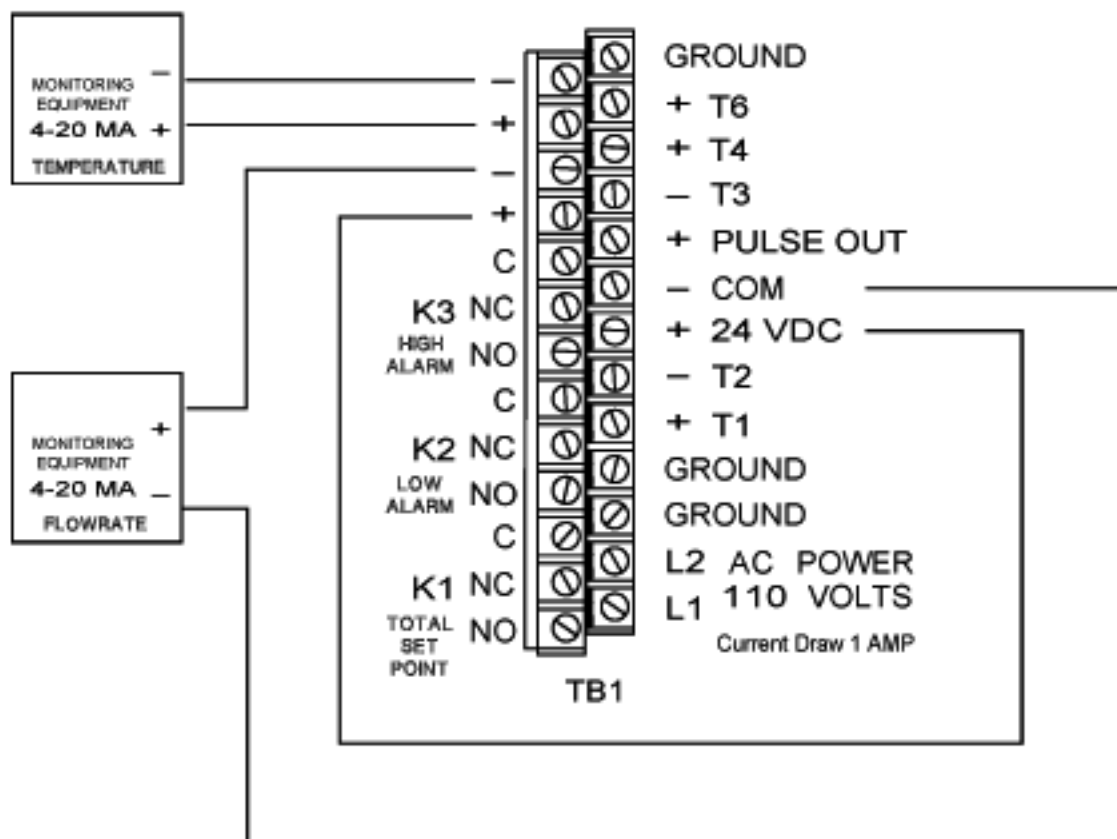 MONITORING
EQUIPMENT
4-20 MA
TEMPERATURE
−
+
MONITORING
EQUIPMENT
4-20 MA
FLOWRATE
+
−
−
+
−
+
C
K3 NC
HIGH
ALARM
NO
C
K2 NC
LOW
ALARM
NO
C
K1 NC
TOTAL
SET
POINT
NO
GROUND
+ T6
+ T4
− T3
+ PULSE OUT
− COM
+ 24 VDC
− T2
+ T1
GROUND
GROUND
L2 AC POWER
L1 110 VOLTS
Current Draw 1 AMP
TB1